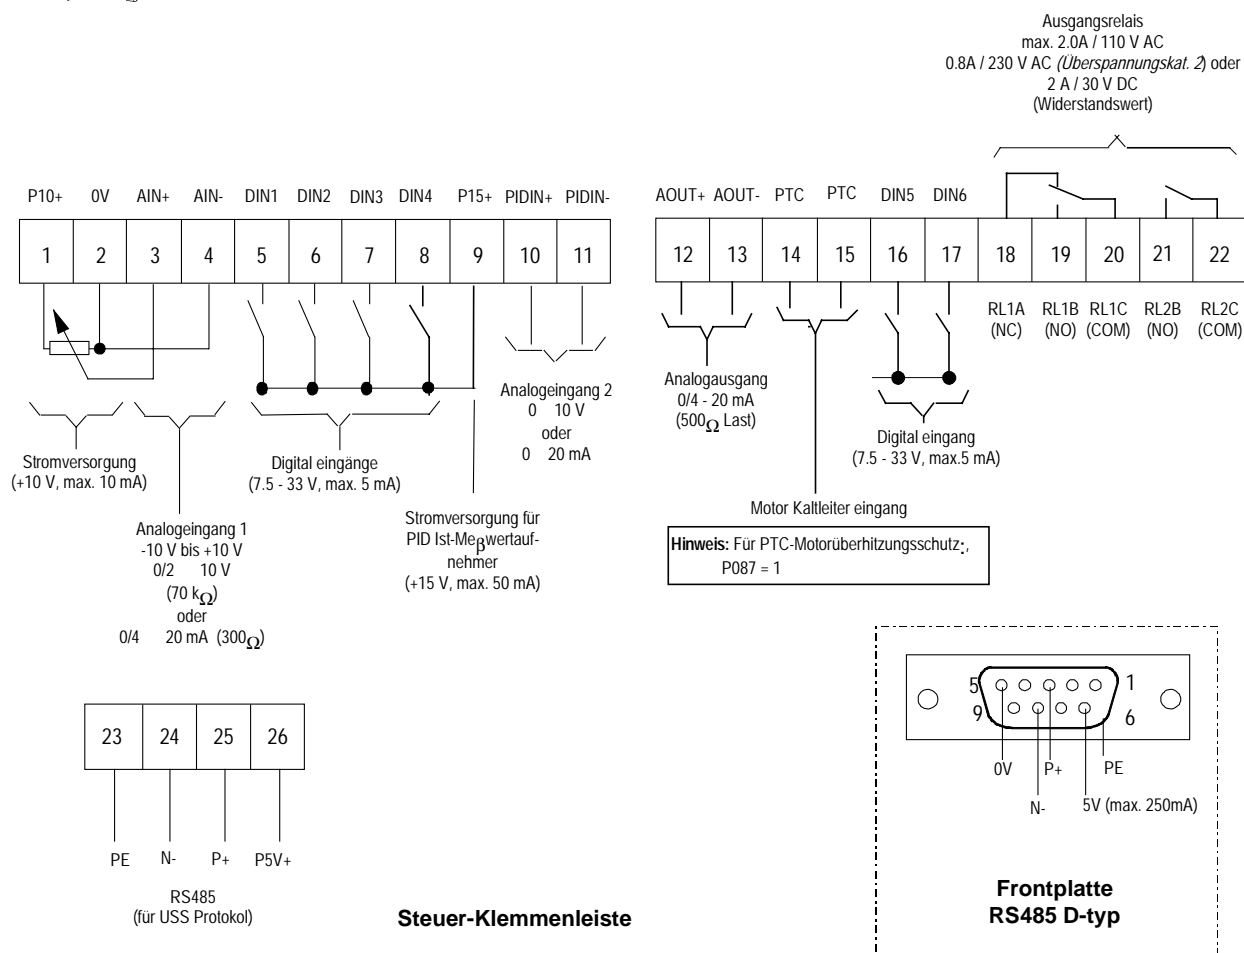 Ausgangsrelais
max. 2.0A / 110 V AC
0.8A / 230 V AC (Überspannungskat. 2) oder
2 A / 30 V DC
(Widerstandswert)
P10+ 0V AIN+ AIN- DIN1 DIN2 DIN3 DIN4 P15+ PIDIN+ PIDIN-
1 2 3 4 5 6 7 8 9 10 11
AOUT+ AOUT- PTC PTC DIN5 DIN6
12 13 14 15 16 17 18 19 20 21 22
RL1A RL1B RL1C RL2B RL2C
(NC) (NO) (COM) (NO) (COM)
Stromversorgung
(+10 V, max. 10 mA)
Analogeingang 1
-10 V bis +10 V
0/2 10 V
(70 kΩ)
oder
0/4 20 mA (300Ω)
Digital eingänge
(7.5 - 33 V, max. 5 mA)
Stromversorgung für
PID Ist-Meβwertauf-
nehmer
(+15 V, max. 50 mA)
Analogeingang 2
0 10 V
oder
0 20 mA
Analogausgang
0/4 - 20 mA
(500Ω Last)
Motor Kaltleiter eingang
Digital eingang
(7.5 - 33 V, max.5 mA)
Hinweis: Für PTC-Motorüberhitzungsschutz:,
P087 = 1
23 24 25 26
PE N- P+ P5V+
RS485
(für USS Protokol)
Steuer-Klemmenleiste
5 1
9 6
0V P+ PE
N- 5V (max. 250mA)
Frontplatte
RS485 D-typ